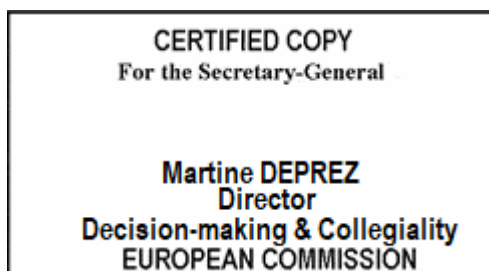 CERTIFIED COPY
For the Secretary-General
Martine DEPREZ
Director
Decision-making & Collegiality
EUROPEAN COMMISSION